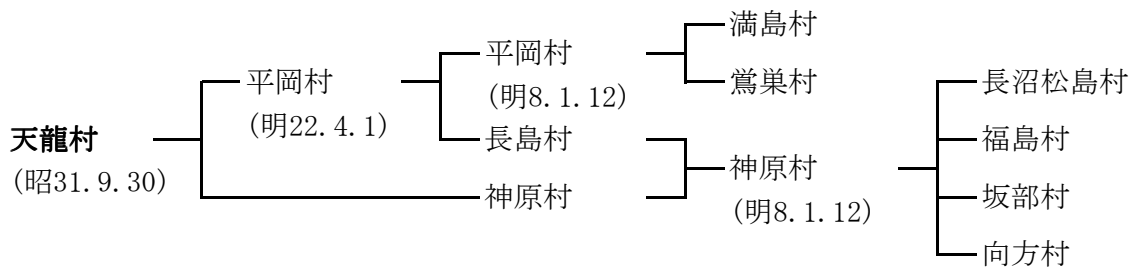 天龍村
(昭31.9.30)
平岡村
(明22.4.1)
平岡村
(明8.1.12)
長島村
神原村
満島村
鶯巣村
神原村
(明8.1.12)
長沼松島村
福島村
坂部村
向方村